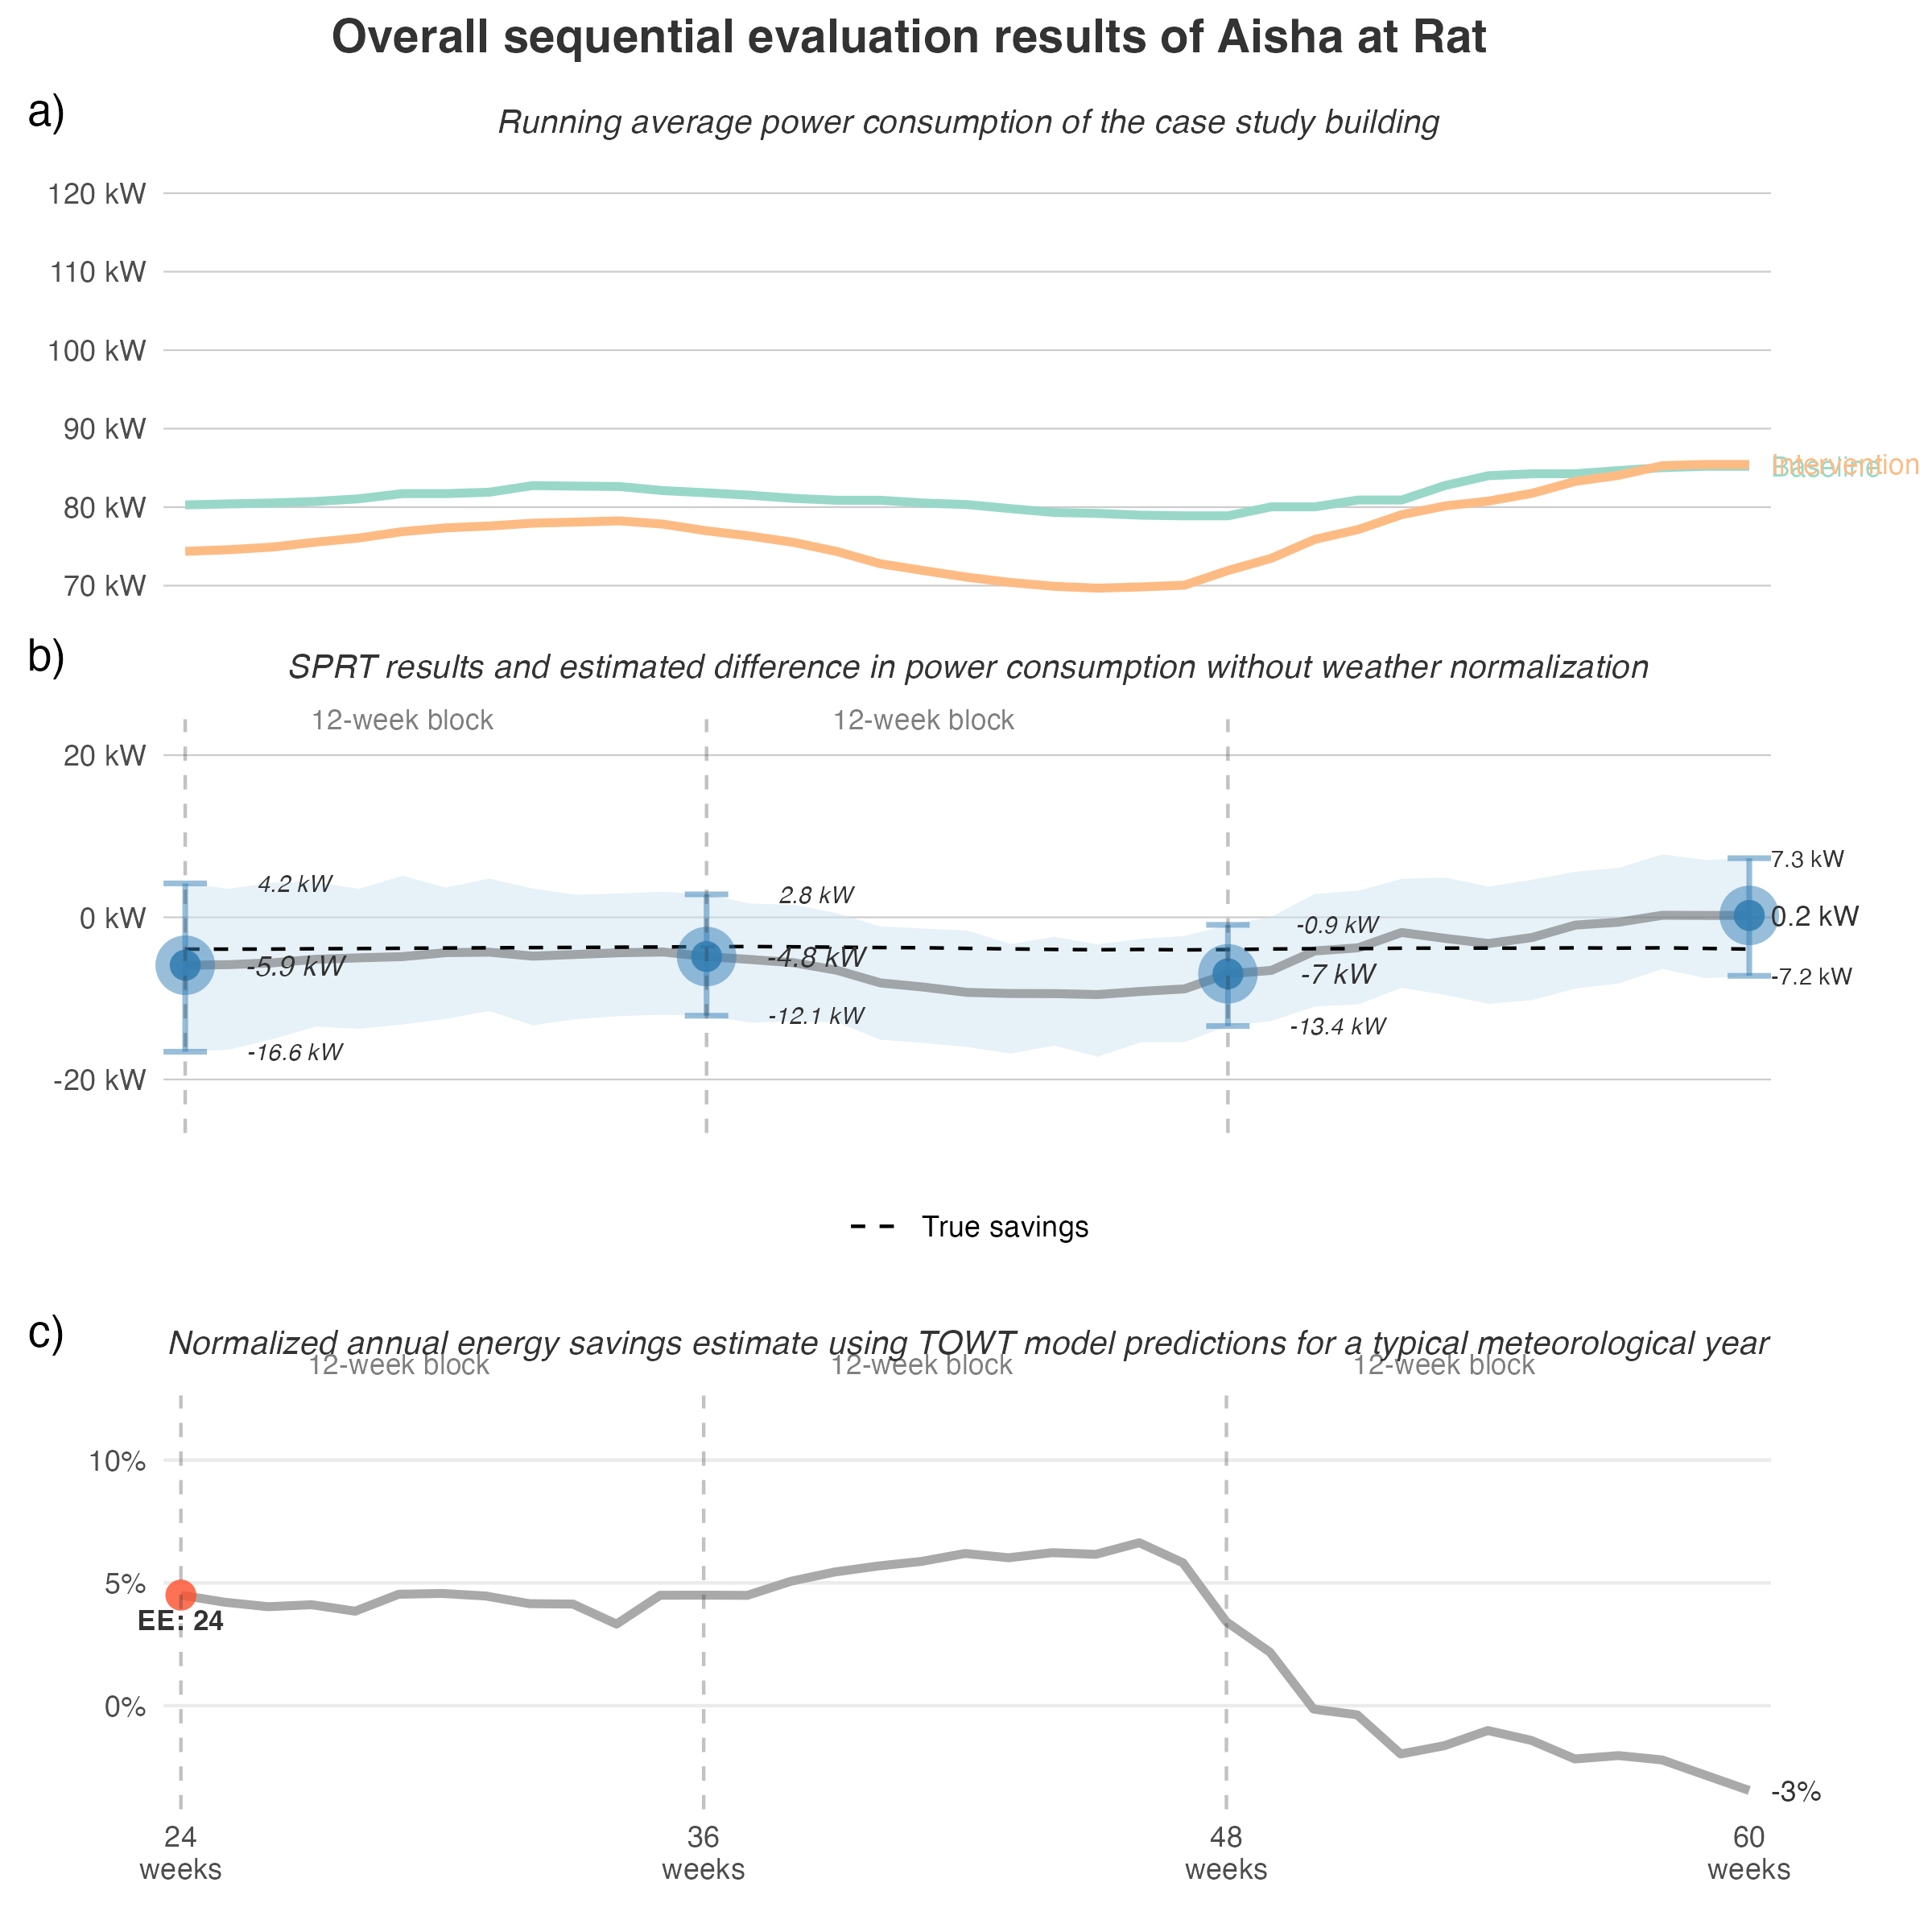 Overall sequential evaluation results of Aisha at Rat
a)
Running average power consumption of the case study building
120 kW
110 kW
100 kW
90 kW
80 kW
70 kW
Intervention
Baseline
b)
SPRT results and estimated difference in power consumption without weather normalization
12-week block
12-week block
20 kW
0 kW
-20 kW
4.2 kW
-5.9 kW
-16.6 kW
2.8 kW
-4.8 kW
-12.1 kW
-0.9 kW
-7 kW
-13.4 kW
7.3 kW
0.2 kW
-7.2 kW
True savings
c)
Normalized annual energy savings estimate using TOWT model predictions for a typical meteorological year
12-week block
12-week block
12-week block
10%
5%
0%
EE: 24
-3%
24
weeks
36
weeks
48
weeks
60
weeks